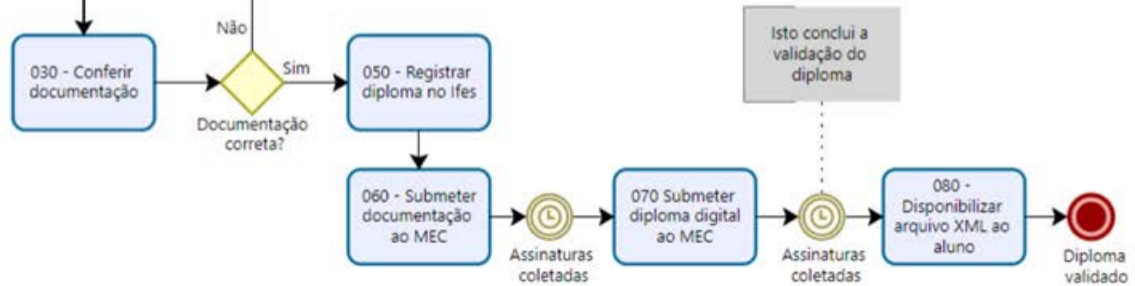 Não
Isto conclui a
validação do
diploma
030 - Conferir
documentação
Sim
050 - Registrar
diploma no Ifes
Documentação
correta?
060 - Submeter
documentação
ao MEC
Assinaturas
coletadas
070 Submeter
diploma digital
ao MEC
Assinaturas
coletadas
080 -
Disponibilizar
arquivo XML ao
aluno
Diploma
validado